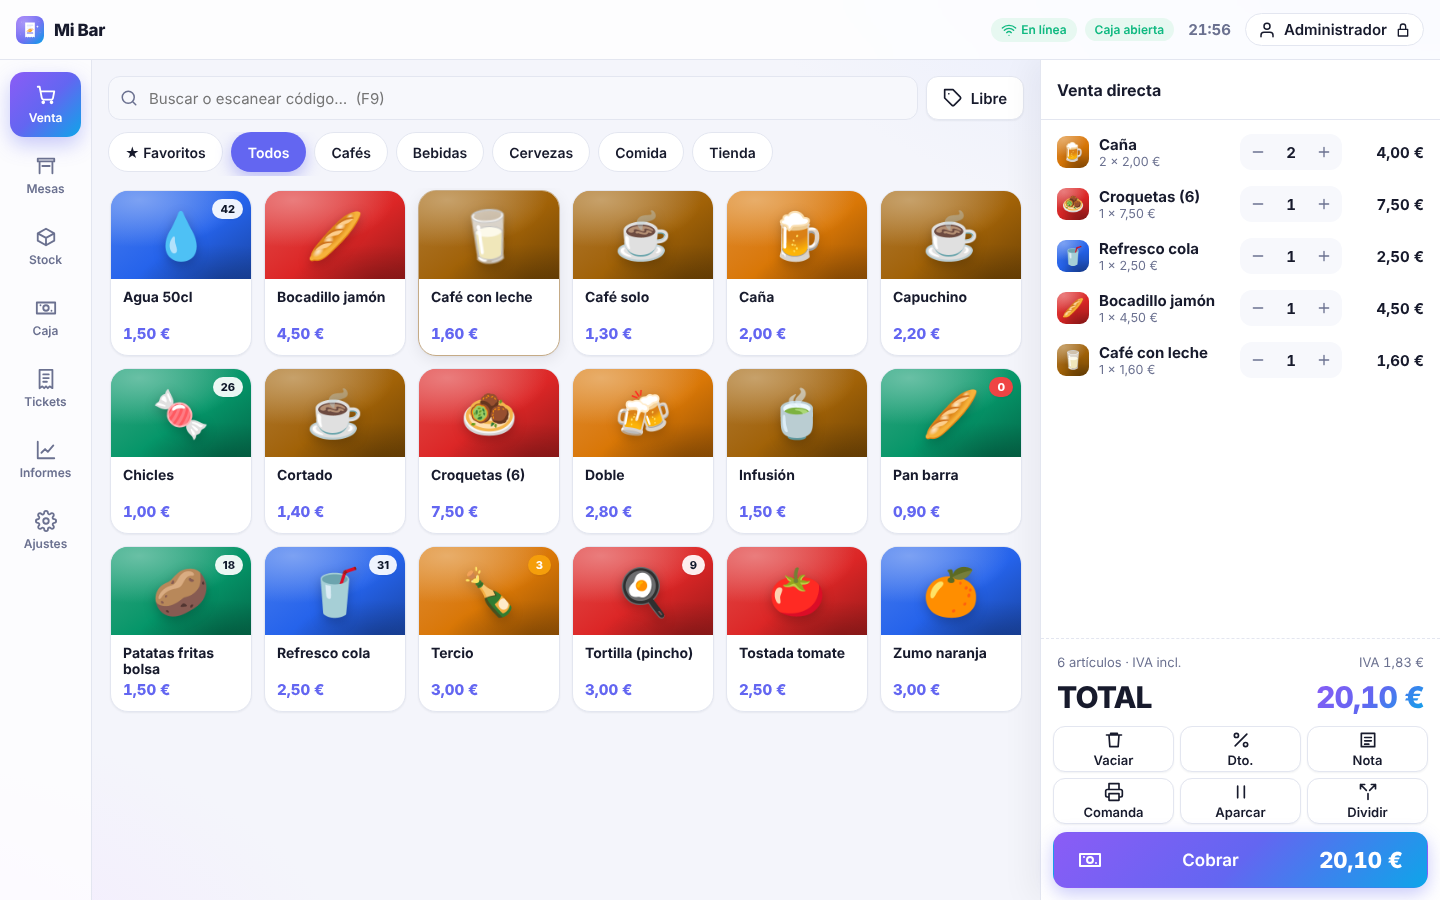 Mi Bar
En línea
Caja abierta
21:56
Administrador
Venta
Mesas
Stock
Caja
Tickets
Informes
Ajustes
Buscar o escanear código... (F9)
Libre
★ Favoritos
Todos
Cafés
Bebidas
Cervezas
Comida
Tienda
42
Agua 50cl
1,50 €
Bocadillo jamón
4,50 €
Café con leche
1,60 €
Café solo
1,30 €
Caña
2,00 €
Capuchino
2,20 €
26
Chicles
1,00 €
Cortado
1,40 €
Croquetas (6)
7,50 €
Doble
2,80 €
Infusión
1,50 €
0
Pan barra
0,90 €
18
Patatas fritas
bolsa
1,50 €
31
Refresco cola
2,50 €
3
Tercio
3,00 €
9
Tortilla (pincho)
3,00 €
Tostada tomate
2,50 €
Zumo naranja
3,00 €
Venta directa
Caña
2 × 2,00 €
− 2 +
4,00 €
Croquetas (6)
1 × 7,50 €
− 1 +
7,50 €
Refresco cola
1 × 2,50 €
− 1 +
2,50 €
Bocadillo jamón
1 × 4,50 €
− 1 +
4,50 €
Café con leche
1 × 1,60 €
− 1 +
1,60 €
6 artículos · IVA incl.
IVA 1,83 €
TOTAL
20,10 €
Vaciar
Dto.
Nota
Comanda
Aparcar
Dividir
Cobrar
20,10 €